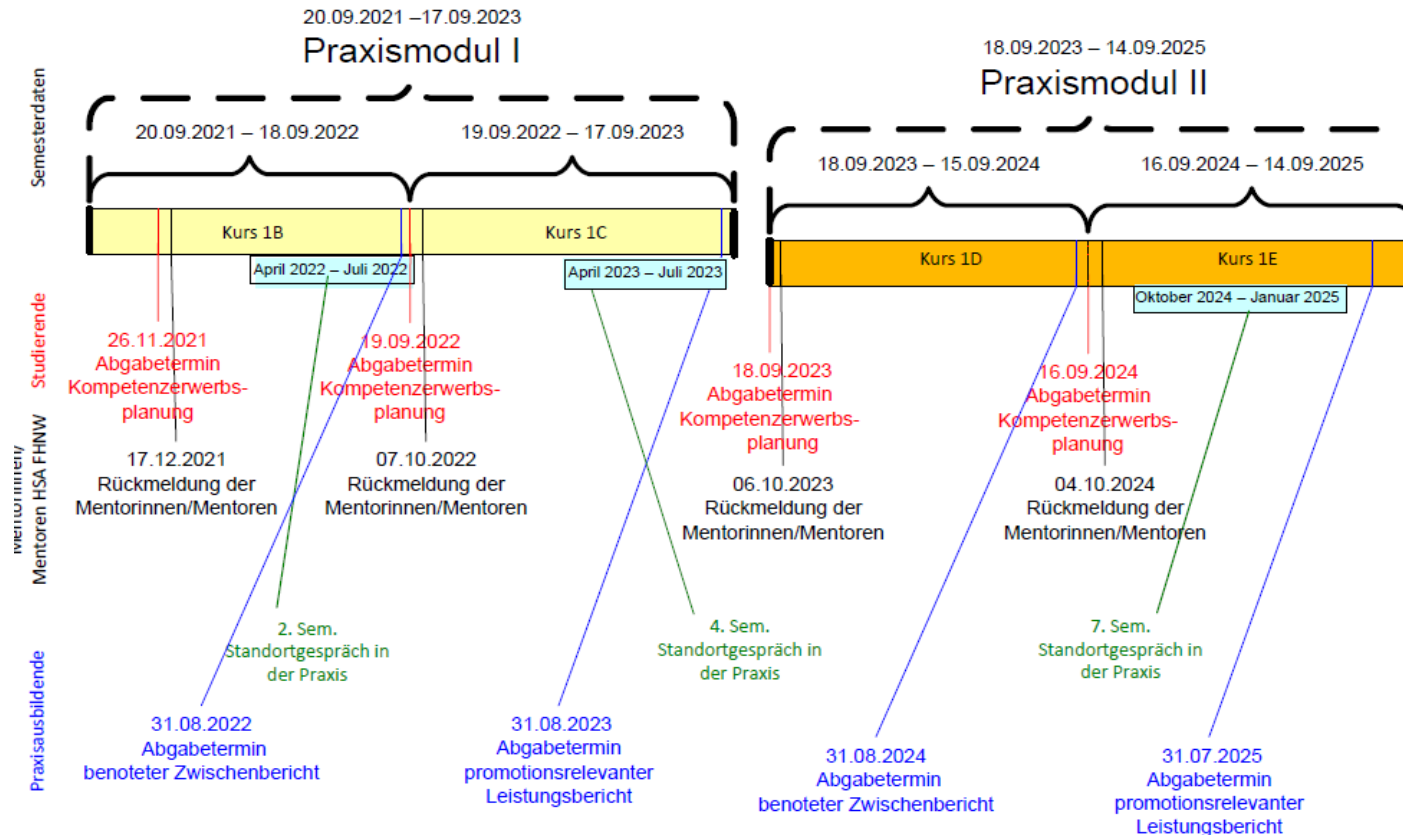 20.09.2021 –17.09.2023
Praxismodul I
18.09.2023 – 14.09.2025
Praxismodul II
Semesterdaten
20.09.2021 – 18.09.2022
19.09.2022 – 17.09.2023
18.09.2023 – 15.09.2024
16.09.2024 – 14.09.2025
Kurs 1B
Kurs 1C
Kurs 1D
Kurs 1E
April 2022 – Juli 2022
April 2023 – Juli 2023
Oktober 2024 – Januar 2025
Studierende
26.11.2021
Abgabetermin
Kompetenzerwerbs-
planung
19.09.2022
Abgabetermin
Kompetenzerwerbs-
planung
18.09.2023
Abgabetermin
Kompetenzerwerbs-
planung
16.09.2024
Abgabetermin
Kompetenzerwerbs-
planung
Mentorinnen/
Mentoren HSA FHNW
17.12.2021
Rückmeldung der
Mentorinnen/Mentoren
07.10.2022
Rückmeldung der
Mentorinnen/Mentoren
06.10.2023
Rückmeldung der
Mentorinnen/Mentoren
04.10.2024
Rückmeldung der
Mentorinnen/Mentoren
2. Sem.
Standortgespräch in
der Praxis
4. Sem.
Standortgespräch in
der Praxis
7. Sem.
Standortgespräch in
der Praxis
Praxisausbildende
31.08.2022
Abgabetermin
benoteter Zwischenbericht
31.08.2023
Abgabetermin
promotionsrelevanter
Leistungsbericht
31.08.2024
Abgabetermin
benoteter Zwischenbericht
31.07.2025
Abgabetermin
promotionsrelevanter
Leistungsbericht